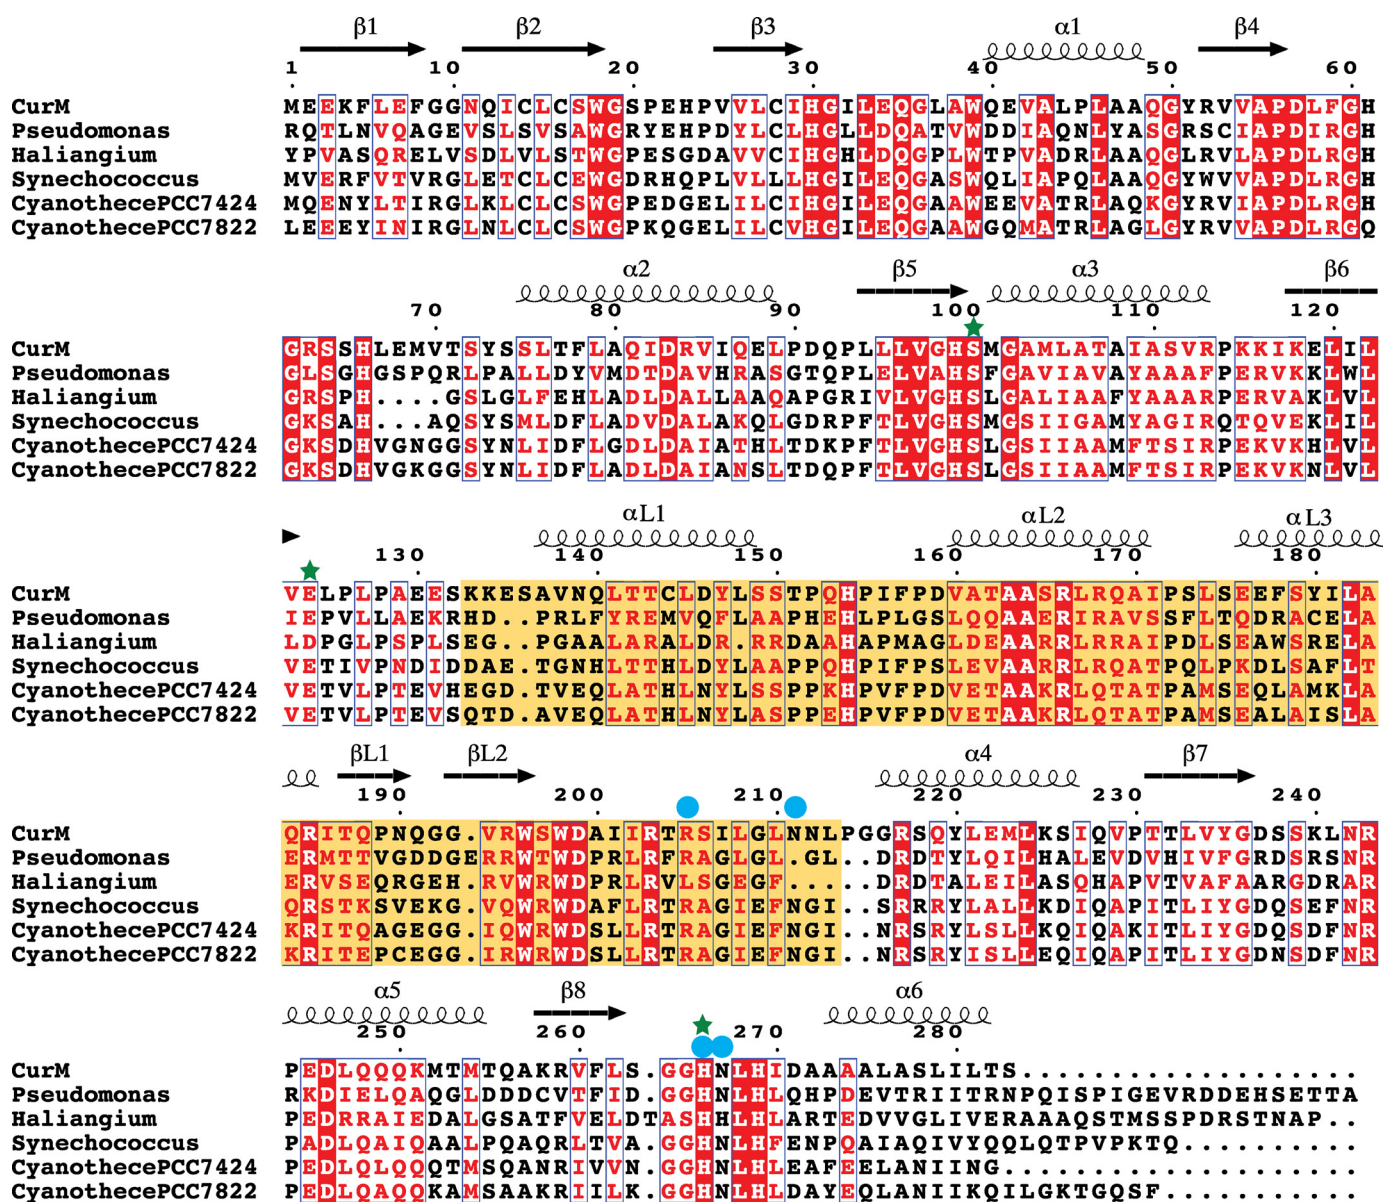 β1 β2 β3 α1 β4
1 10 20 30 40 50 60
CurM MEEKFLEFGGNQICLCSWGSPEHPVVLCIHGILEQGLAWQEVALPLAAQGYRVVAPDLFGH
Pseudomonas RQTLNVQAGEVSLSVSAWGRYEHPDYLCLHGLLDQATVWDDIAQNLYASGRSCIAPDIRGH
Haliangium YPVASQRELVSDLVLSTWGPESGDAVVCIHGHLDQGPLWTPVADRLAAQGLRVLAPDLRGH
Synechococcus MVERFVTVRGLETCLCEWGDRHQPLVLLLHGILEQGASWQLIAPQLAAQGYWVVAPDLRGH
CyanothecePCC7424 MQENYLTIRGLKLCLCSWGPEDGELILCIHGILEQGAAWEEVATRLAQKGYRVIAPDLRGH
CyanothecePCC7822 LEEEYINIRGLNLCLCSWGPKQGELILCVHGILEQGAAWGQMATRLAGLGYRVVAPDLRGQ
α2 β5 α3 β6
70 80 90 100 110 120
CurM GRSSHLEMVTSYSSLTFLAQIDRVIQELPDQPLLLVGHSMGAMLATAIASVRPKKIKELIL
Pseudomonas GLSGHGSPQRLPALLDYVMDTDAVHRASGTQPLELVAHSFGAVIAVAYAAAFPERVKKLWL
Haliangium GRSPH....GSLGLFEHLADLDALLAAQAPGRIVLVGHSLGALIAAFYAAARPERVAKLVL
Synechococcus GKSAH...AQSYSMLDFLADVDALAKQLGDRPFTLVGHSMGSIIGAMYAGIRQTQVEKLIL
CyanothecePCC7424 GKSDHVGNGGSYNLIDFLGDLDAIATHLTDKPFTLVGHSLGSIIAAMFTSIRPEKVKHLVL
CyanothecePCC7822 GKSDHVGKGGSYNLIDFLADLDAIANSLTDQPFTLVGHSLGSIIAAMFTSIRPEKVKNLVL
αL1 αL2 αL3
130 140 150 160 170 180
CurM VELPLPAEESKKESAVNQLTTCLDYLSSTPQHPIFPDVATAASRLRQAIPSLSEEFSYILA
Pseudomonas IEPVLLAEKRHD..PRLFYREMVQFLAAPHEHLPLGSLQQAAERIRAVSSFLTQDRACELA
Haliangium LDPGLPSPLSEG..PGAALARALDR.RRDAAHAPMAGLDEAARRLRAAIPDLSEAWSRELA
Synechococcus VETIVPNDIDDAE.TGNHLTTHLDYLAAPPQHPIFPSLEVAARRLRQATPQLPKDLSAFLT
CyanothecePCC7424 VETVLPTEVHEGD.TVEQLATHLNYLSSPPKHPVFPDVETAAKRLQTATPAMSEQLAMKLA
CyanothecePCC7822 VETVLPTEVSQTD.AVEQLATHLNYLASPPEHPVFPDVETAAKRLQTATPAMSEALAISLA
βL1 βL2 α4 β7
190 200 210 220 230 240
CurM QRITQPNQGG.VRWSWDAIIRTRSILGLNNLPGGRSQYLEMLKSIQVPTTLVYGDSSKLNR
Pseudomonas ERMTTVGDDGERRWTWDPRLRFRAGLGL.GL..DRDTYLQILHALEVDVHIVFGRDSRSNR
Haliangium ERVSEQRGEH.RVWRWDPRLRVLSGEGF.....DRDTALEILASQHAPVTVAFAARGDRAR
Synechococcus QRSTKSVEKG.VQWRWDAFLRTRAGIEFNGI..SRRRYLALLKDIQAPITLIYGDQSEFNR
CyanothecePCC7424 KRITQAGEGG.IQWRWDSLLRTRAGIEFNGI..NRSRYLSLLKQIQAKITLIYGDQSDFNR
CyanothecePCC7822 KRITEPCEGG.IRWRWDSLLRTRAGIEFNGI..NRSRYISLLEQIQAPITLIYGDNSDFNR
α5 β8 α6
250 260 270 280
CurM PEDLQQQKMTMTQAKRVFLS.GGHNLHIDAAAALASLILTS...................
Pseudomonas RKDIELQAQGLDDDCVTFID.GGHNLHLQHPDEVTRIITRNPQISPIGEVRDDEHSETTA
Haliangium PEDRRAIEDALGSATFVELDTASHHLHLARTEDVVGLIVERAAAQSTMSSPDRSTNAP..
Synechococcus PADLQAIQAALPQAQRLTVA.GGHNLHFENPQAIAQIVYQQLQTPVPKTQ..........
CyanothecePCC7424 PEDLQLQQQTMSQANRIVVN.GGHNLHLEAFEELANIING....................
CyanothecePCC7822 PEDLQAQQKAMSAAKRIILK.GGHNLHLDAYEQLANIIKQILGKTGQSF...........